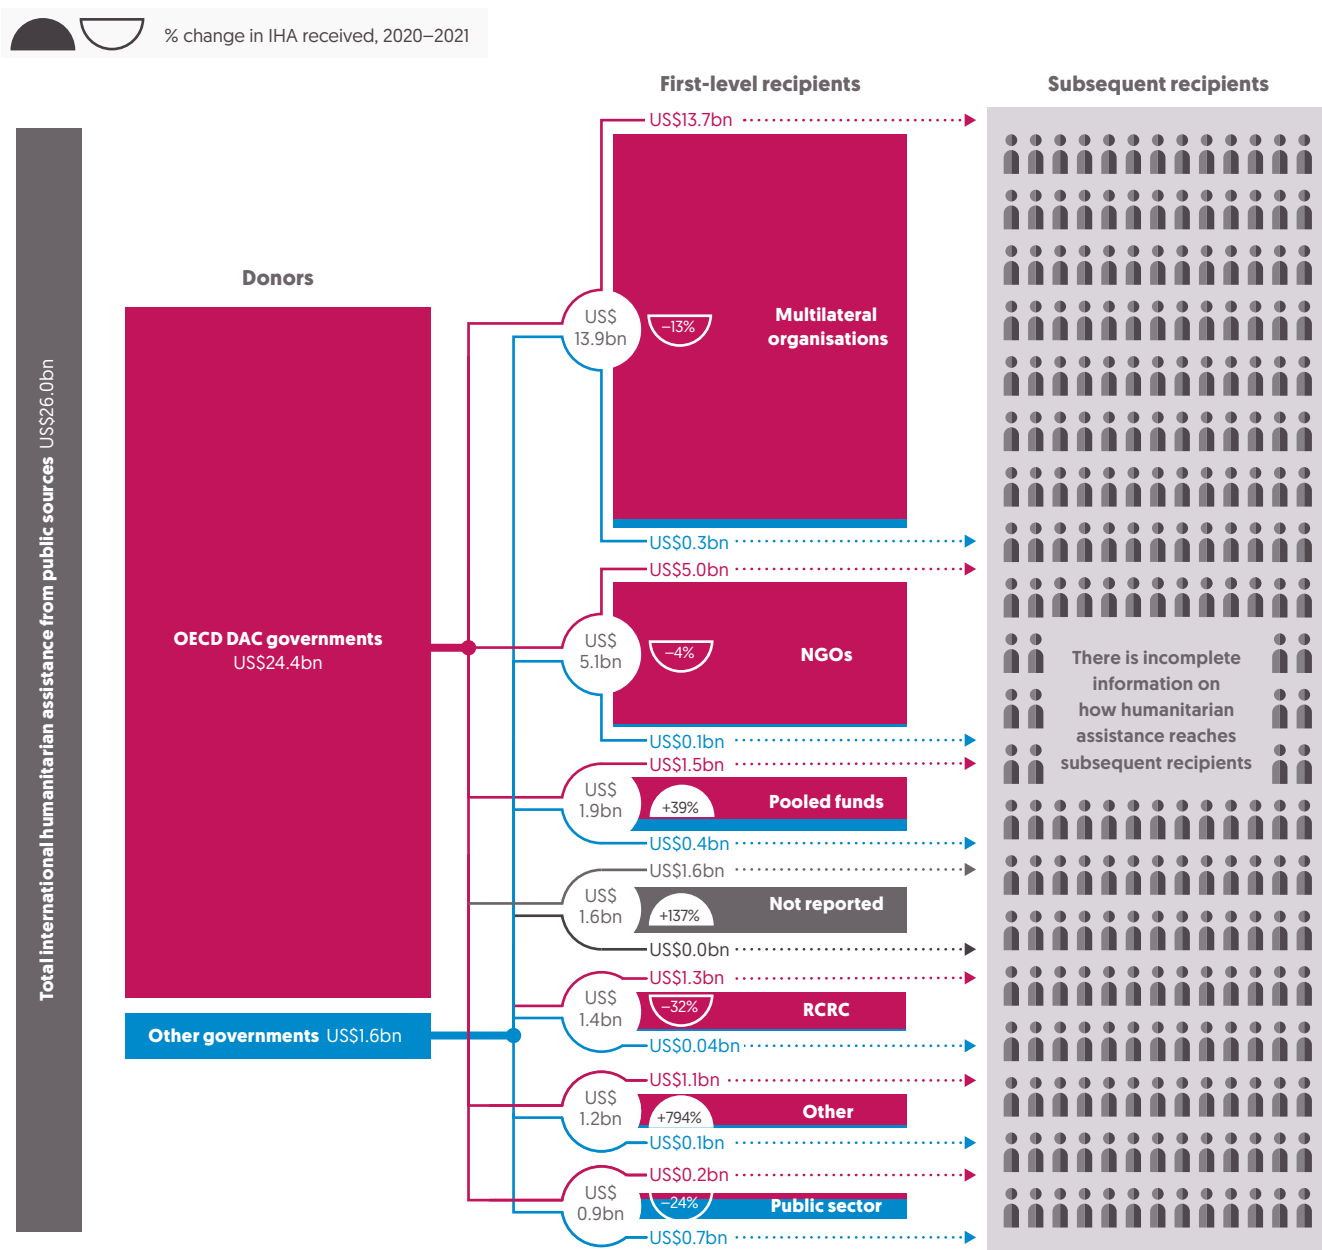 % change in IHA received, 2020–2021
First-level recipients
Subsequent recipients
Donors
Total international humanitarian assistance from public sources US$26.0bn
OECD DAC governments
US$24.4bn
Other governments US$1.6bn
US$13.7bn
US$
13.9bn
–13%
Multilateral
organisations
US$0.3bn
US$5.0bn
US$
5.1bn
–4%
NGOs
US$0.1bn
US$1.5bn
US$
1.9bn
+39%
Pooled funds
US$0.4bn
US$1.6bn
US$
1.6bn
+137%
Not reported
US$0.0bn
US$1.3bn
US$
1.4bn
–32%
RCRC
US$0.04bn
US$1.1bn
US$
1.2bn
+794%
Other
US$0.1bn
US$0.2bn
US$
0.9bn
–24%
Public sector
US$0.7bn
There is incomplete
information on
how humanitarian
assistance reaches
subsequent recipients